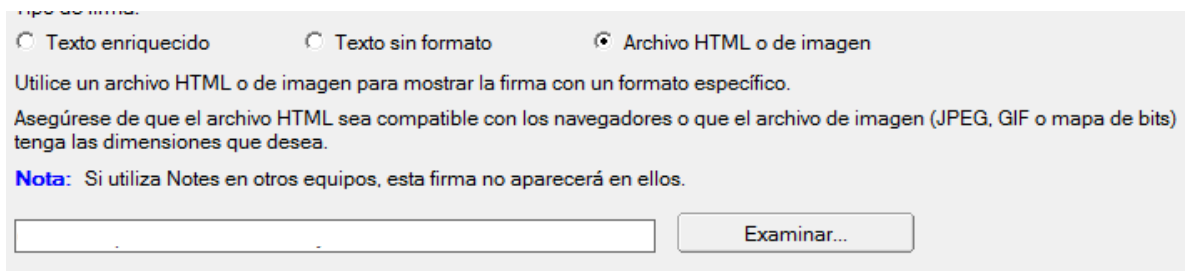 Tipo de firma:
Texto enriquecido Texto sin formato Archivo HTML o de imagen
Utilice un archivo HTML o de imagen para mostrar la firma con un formato específico.
Asegúrese de que el archivo HTML sea compatible con los navegadores o que el archivo de imagen (JPEG, GIF o mapa de bits)
tenga las dimensiones que desea.
Nota: Si utiliza Notes en otros equipos, esta firma no aparecerá en ellos.
Examinar...